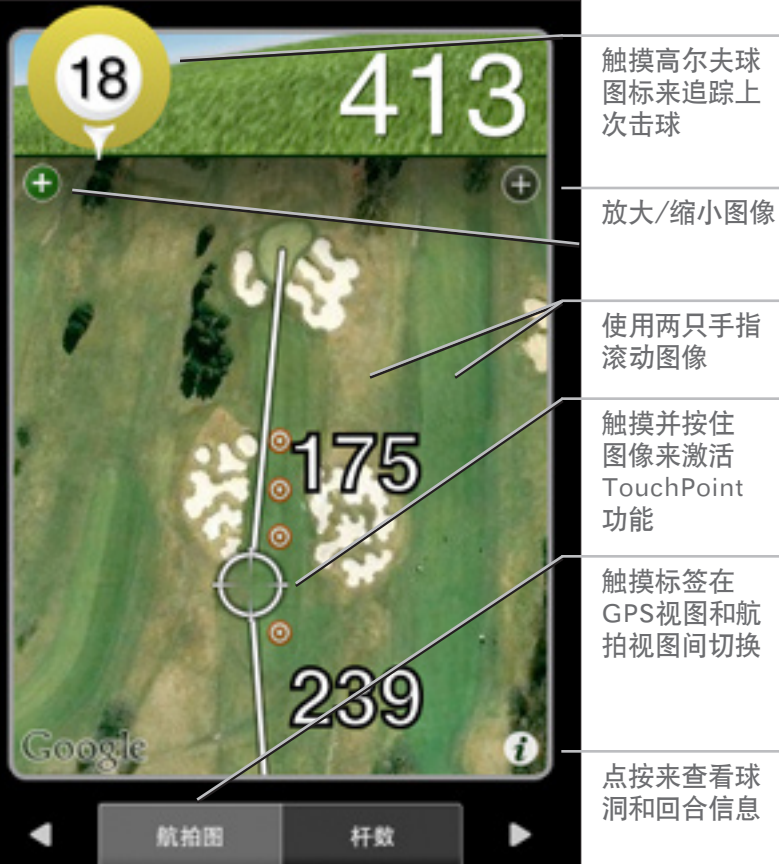 18
413
175
239
Google
航拍图
杆数
触摸高尔夫球
图标来追踪上
次击球
放大/缩小图像
使用两只手指
滚动图像
触摸并按住
图像来激活
TouchPoint
功能
触摸标签在
GPS视图和航
拍视图间切换
点按来查看球
洞和回合信息